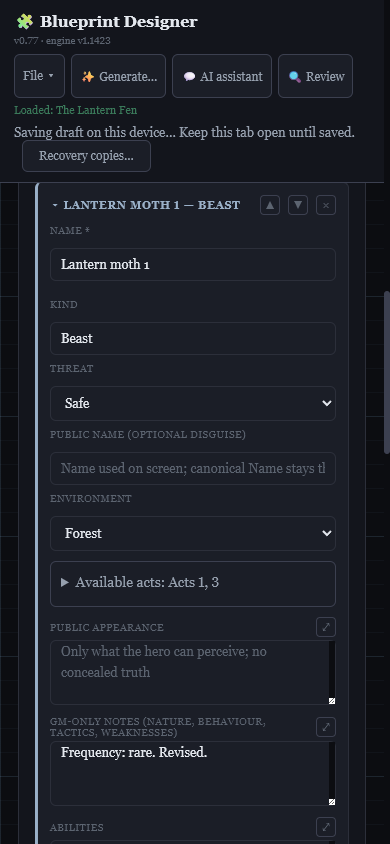 Blueprint Designer
v0.77 · engine v1.1423
File ▾
Generate...
AI assistant
Review
Loaded: The Lantern Fen
Saving draft on this device... Keep this tab open until saved.
Recovery copies...
LANTERN MOTH 1 — BEAST
NAME *
Lantern moth 1
KIND
Beast
THREAT
Safe
PUBLIC NAME (OPTIONAL DISGUISE)
Name used on screen; canonical Name stays tl
ENVIRONMENT
Forest
Available acts: Acts 1, 3
PUBLIC APPEARANCE
Only what the hero can perceive; no
concealed truth
GM-ONLY NOTES (NATURE, BEHAVIOUR,
TACTICS, WEAKNESSES)
Frequency: rare. Revised.
ABILITIES